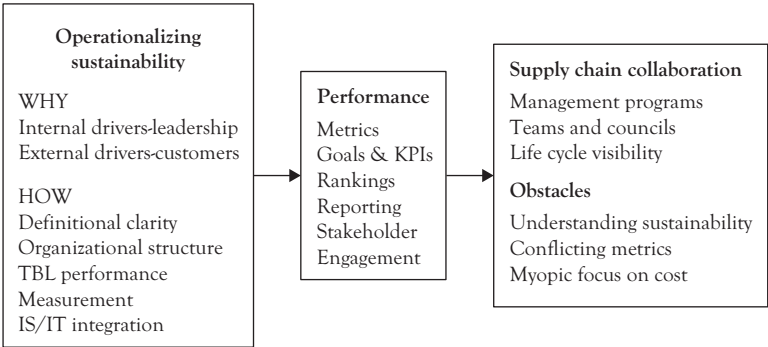 Operationalizing
sustainability
WHY
Internal drivers-leadership
External drivers-customers
HOW
Definitional clarity
Organizational structure
TBL performance
Measurement
IS/IT integration
Performance
Metrics
Goals & KPIs
Rankings
Reporting
Stakeholder
Engagement
Supply chain collaboration
Management programs
Teams and councils
Life cycle visibility
Obstacles
Understanding sustainability
Conflicting metrics
Myopic focus on cost